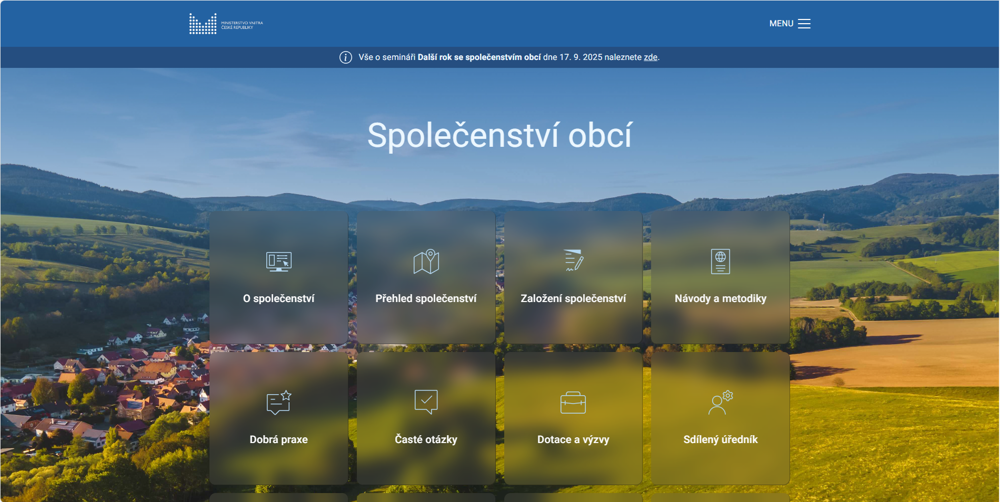 MINISTERSTVO VNITRA
ČESKÉ REPUBLIKY
MENU
Vše o semináři Další rok se společenstvím obcí dne 17. 9. 2025 naleznete zde.
Společenství obcí
O společenství
Přehled společenství
Založení společenství
Návody a metodiky
Dobrá praxe
Časté otázky
Dotace a výzvy
Sdílený úředník